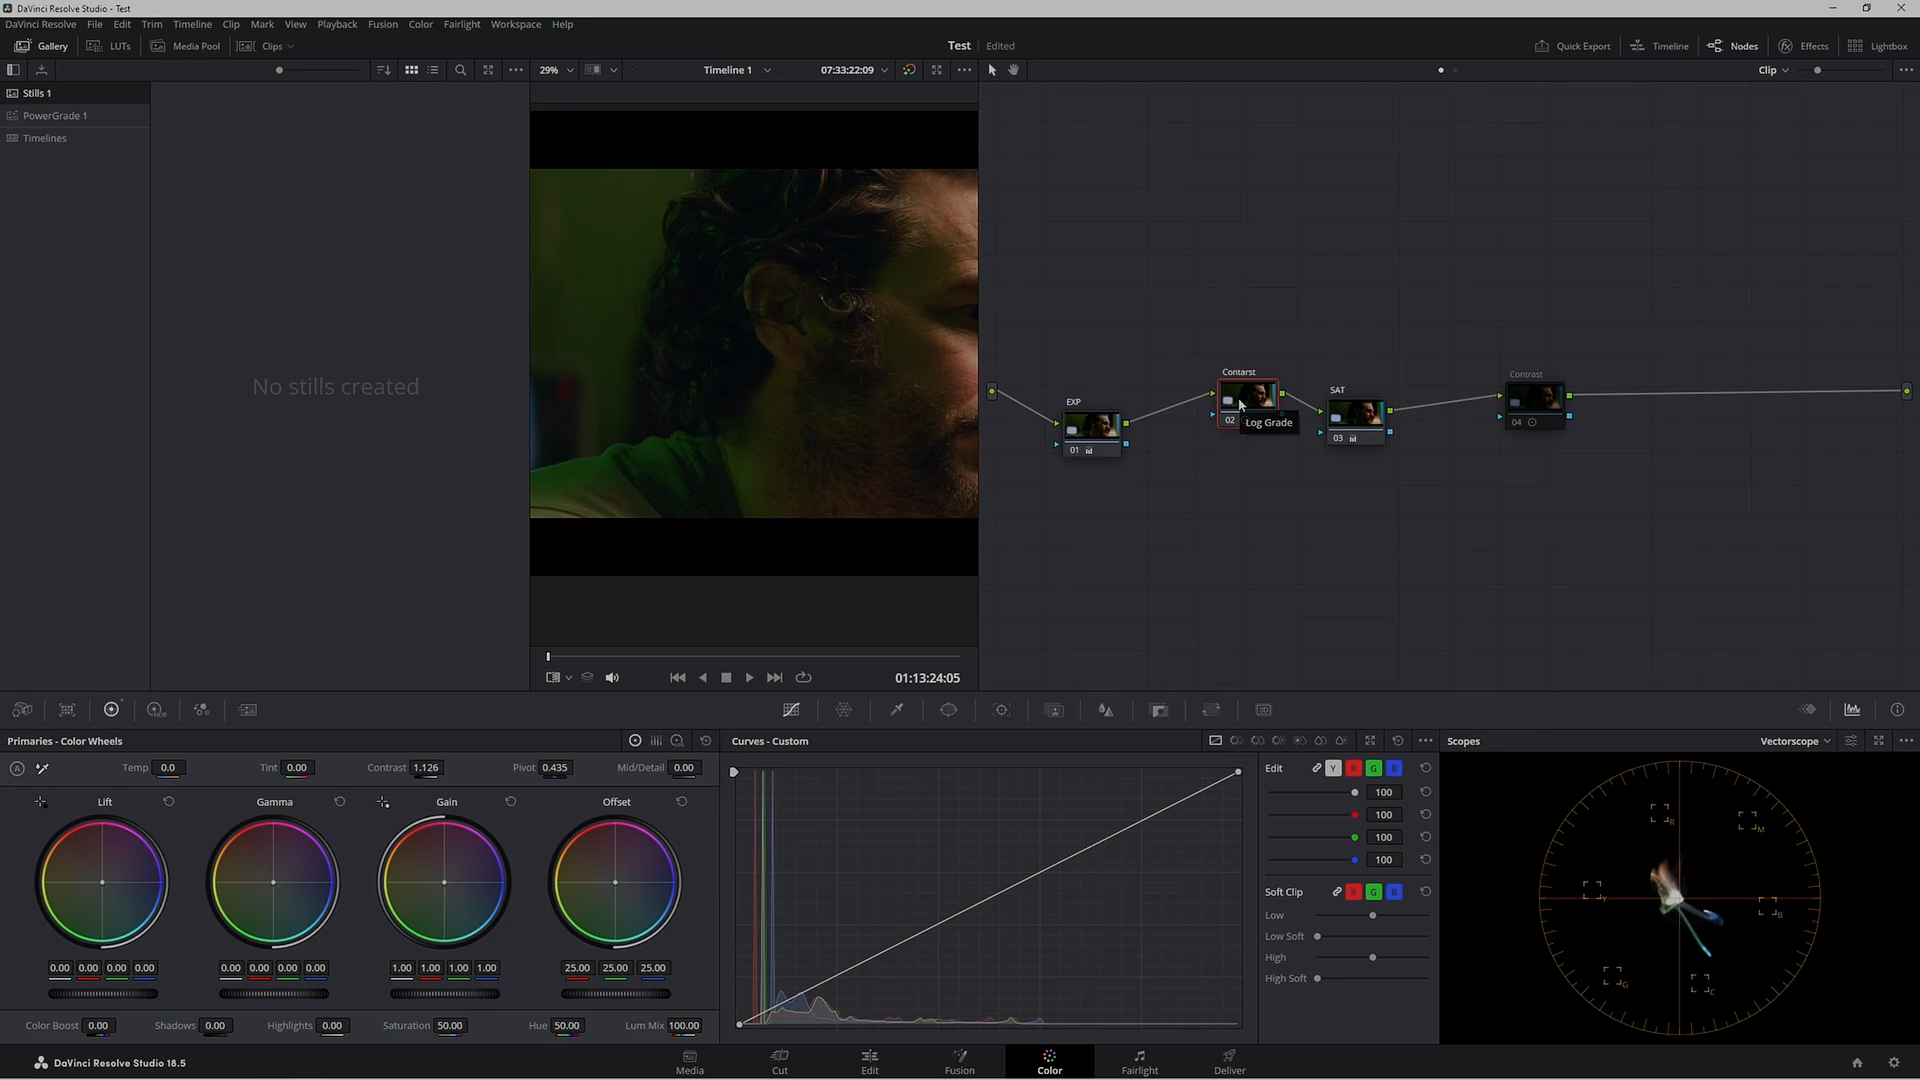 DaVinci Resolve Studio - Test
DaVinci Resolve File Edit Trim Timeline Clip Mark View Playback Fusion Color Fairlight Workspace Help
Gallery LUTs Media Pool Clips Test Edited Quick Export Timeline Nodes Effects Lightbox
29% Timeline 1 07:33:22:09 Clip
Stills 1
PowerGrade 1
Timelines
No stills created
Contarst
Contrast
SAT
EXP
02
Log Grade
04
03
01
01:13:24:05
HDR
3D
Primaries - Color Wheels
Curves - Custom
Scopes
Vectorscope
A
Temp 0.0 Tint 0.00 Contrast 1.126 Pivot 0.435 Mid/Detail 0.00
Lift Gamma Gain Offset
0.00 0.00 0.00 0.00 0.00 0.00 0.00 0.00 1.00 1.00 1.00 1.00 25.00 25.00 25.00
Color Boost 0.00 Shadows 0.00 Highlights 0.00 Saturation 50.00 Hue 50.00 Lum Mix 100.00
Edit Y R G B
100
100
100
100
Soft Clip R G B
Low
Low Soft
High
High Soft
R
M
Y
B
G
C
DaVinci Resolve Studio 18.5
Media Cut Edit Fusion Color Fairlight Deliver